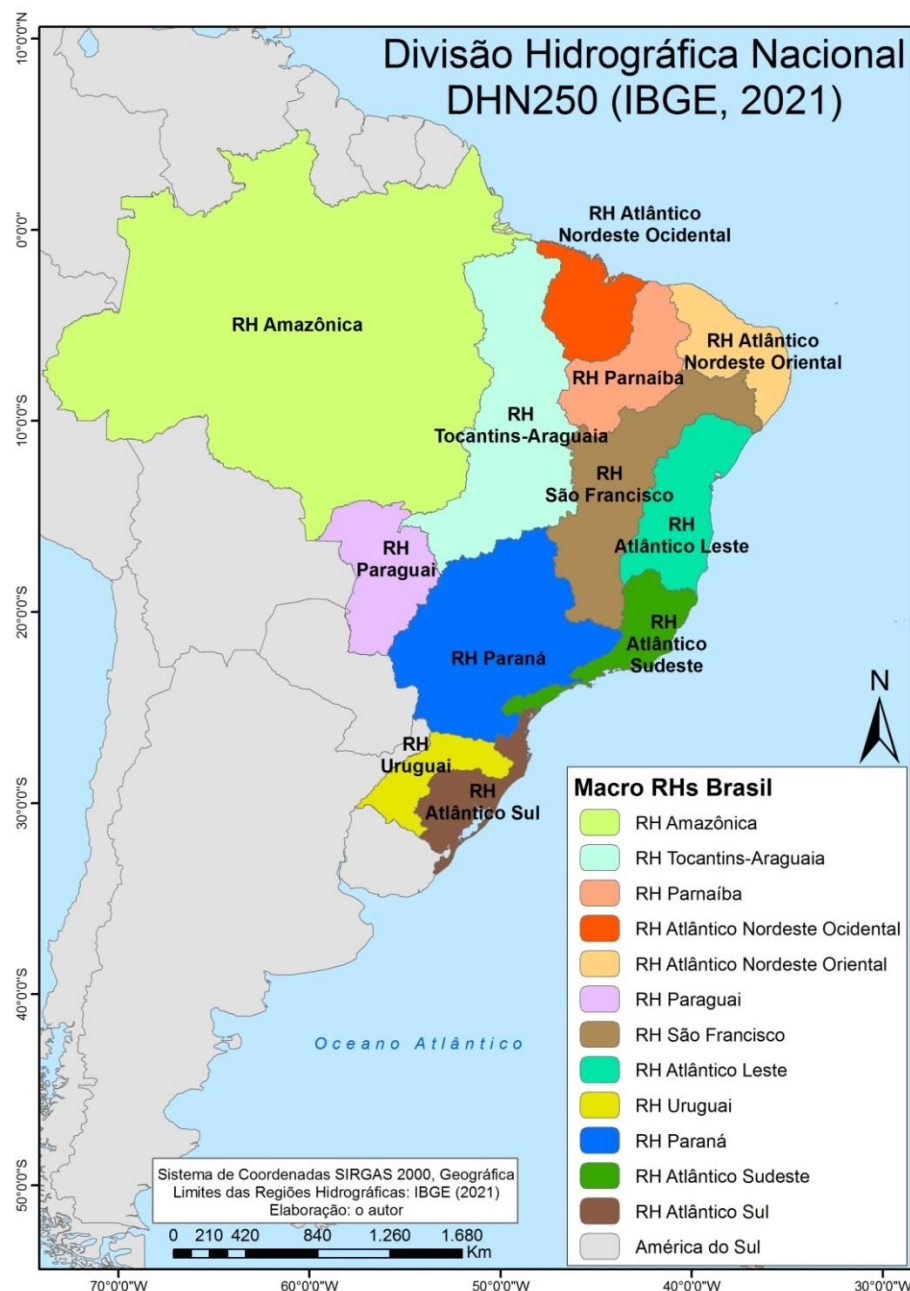 Divisão Hidrográfica Nacional
DHN250 (IBGE, 2021)
10°0'0"N
0°0'0"
10°0'0"S
20°0'0"S
30°0'0"S
40°0'0"S
50°0'0"S
RH Atlântico
Nordeste Ocidental
RH Amazônica
RH Atlântico
Nordeste Oriental
RH Parnaíba
RH
Tocantins-Araguaia
RH
São Francisco
RH
Atlântico Leste
RH
Paraguai
RH
Atlântico
Sudeste
RH Paraná
N
RH
Uruguai
RH
Atlântico Sul
Macro RHs Brasil
RH Amazônica
RH Tocantins-Araguaia
RH Parnaíba
RH Atlântico Nordeste Ocidental
RH Atlântico Nordeste Oriental
RH Paraguai
RH São Francisco
RH Atlântico Leste
RH Uruguai
RH Paraná
RH Atlântico Sudeste
RH Atlântico Sul
América do Sul
Oceano Atlântico
Sistema de Coordenadas SIRGAS 2000, Geográfica
Limites das Regiões Hidrográficas: IBGE (2021)
Elaboração: o autor
0 210 420 840 1.260 1.680
Km
70°0'0"W 60°0'0"W 50°0'0"W 40°0'0"W 30°0'0"W